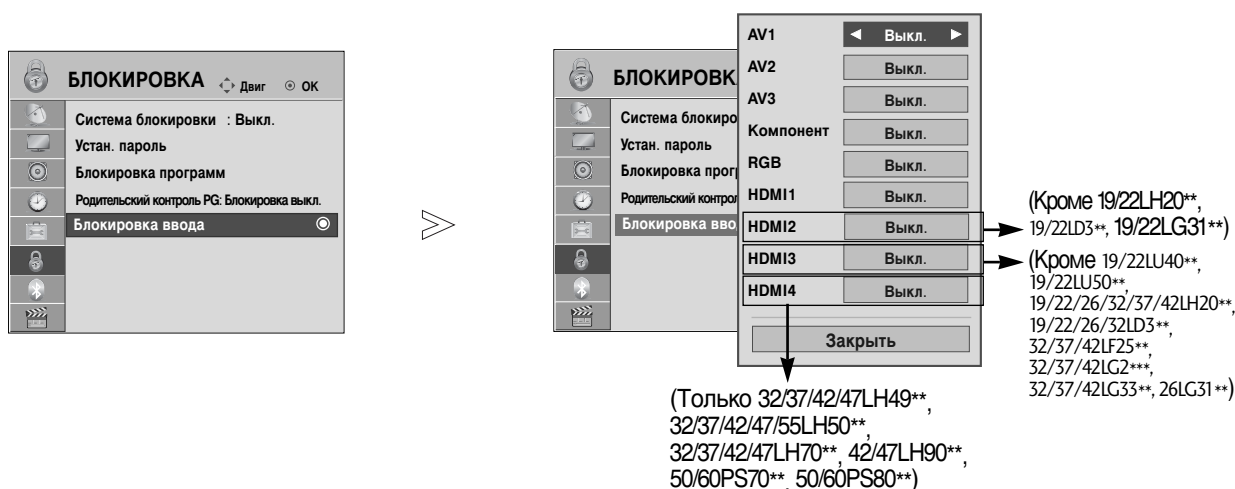 БЛОКИРОВКА Двиг ОК
Система блокировки : Выкл.
Устан. пароль
Блокировка программ
Родительский контроль PG: Блокировка выкл.
Блокировка ввода
БЛОКИРОВК
Система блокиро
Устан. пароль
Блокировка прог
Родительский контрол
Блокировка вво
AV1 Выкл.
AV2 Выкл.
AV3 Выкл.
Компонент Выкл.
RGB Выкл.
HDMI1 Выкл.
HDMI2 Выкл.
HDMI3 Выкл.
HDMI4 Выкл.
Закрыть
(Кроме 19/22LH20**,
19/22LD3**, 19/22LG31**)
(Кроме 19/22LU40**,
19/22LU50**,
19/22/26/32/37/42LH20**,
19/22/26/32LD3**,
32/37/42LF25**,
32/37/42LG2***,
32/37/42LG33**, 26LG31**)
(Только 32/37/42/47LH49**,
32/37/42/47/55LH50**,
32/37/42/47LH70**, 42/47LH90**,
50/60PS70**, 50/60PS80**)